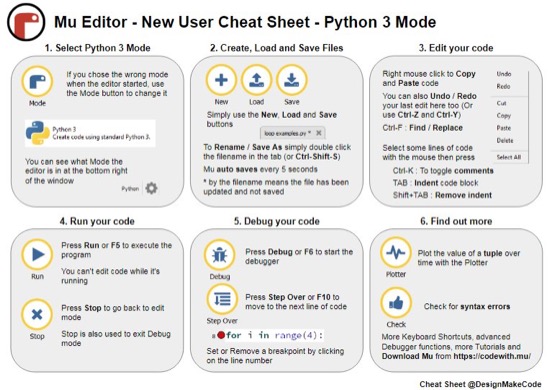 Mu Editor - New User Cheat Sheet - Python 3 Mode
1. Select Python 3 Mode
Mode
If you chose the wrong mode
when the editor started, use
the Mode Button to change it
Python 3
Create code using standard Python 3.
You can see what Mode the
editor is in at the bottom right
of the window
Python
2. Create, Load and Save Files
New Load Save
Simply use the New, Load and Save
buttons
loop examples.py *
To Rename / Save As simply double click
the filename in the tab (or Ctrl-Shift-S)
Mu auto saves every 5 seconds
* by the filename means the file has been
updated and not saved
3. Edit your code
Right mouse click to Copy
and Paste code
You can also Undo / Redo
your last edit here too (Or
use Ctrl-Z and Ctrl-Y)
Ctrl-F : Find / Replace
Select some lines of code
with the mouse then press
Undo
Redo
Cut
Copy
Paste
Delete
Select All
Ctrl-K : To toggle comments
TAB : Indent code block
Shift+TAB : Remove indent
4. Run your code
Run
Press Run or F5 to execute the
program
You can't edit code while it's
running
Stop
Press Stop to go back to edit
mode
Stop is also used to exit Debug
mode
5. Debug your code
Debug
Press Debug or F6 to start the
debugger
Step Over
Press Step Over or F10 to
move to the next line of code
8 for i in range(4):
Set or Remove a breakpoint by clicking
on the line number
6. Find out more
Plotter
Plot the value of a tuple over
time with the Plotter
Check
Check for syntax errors
More Keyboard Shortcuts, advanced
Debugger functions, more Tutorials and
Download Mu from https://codewith.mu/
Cheat Sheet @DesignMakeCode